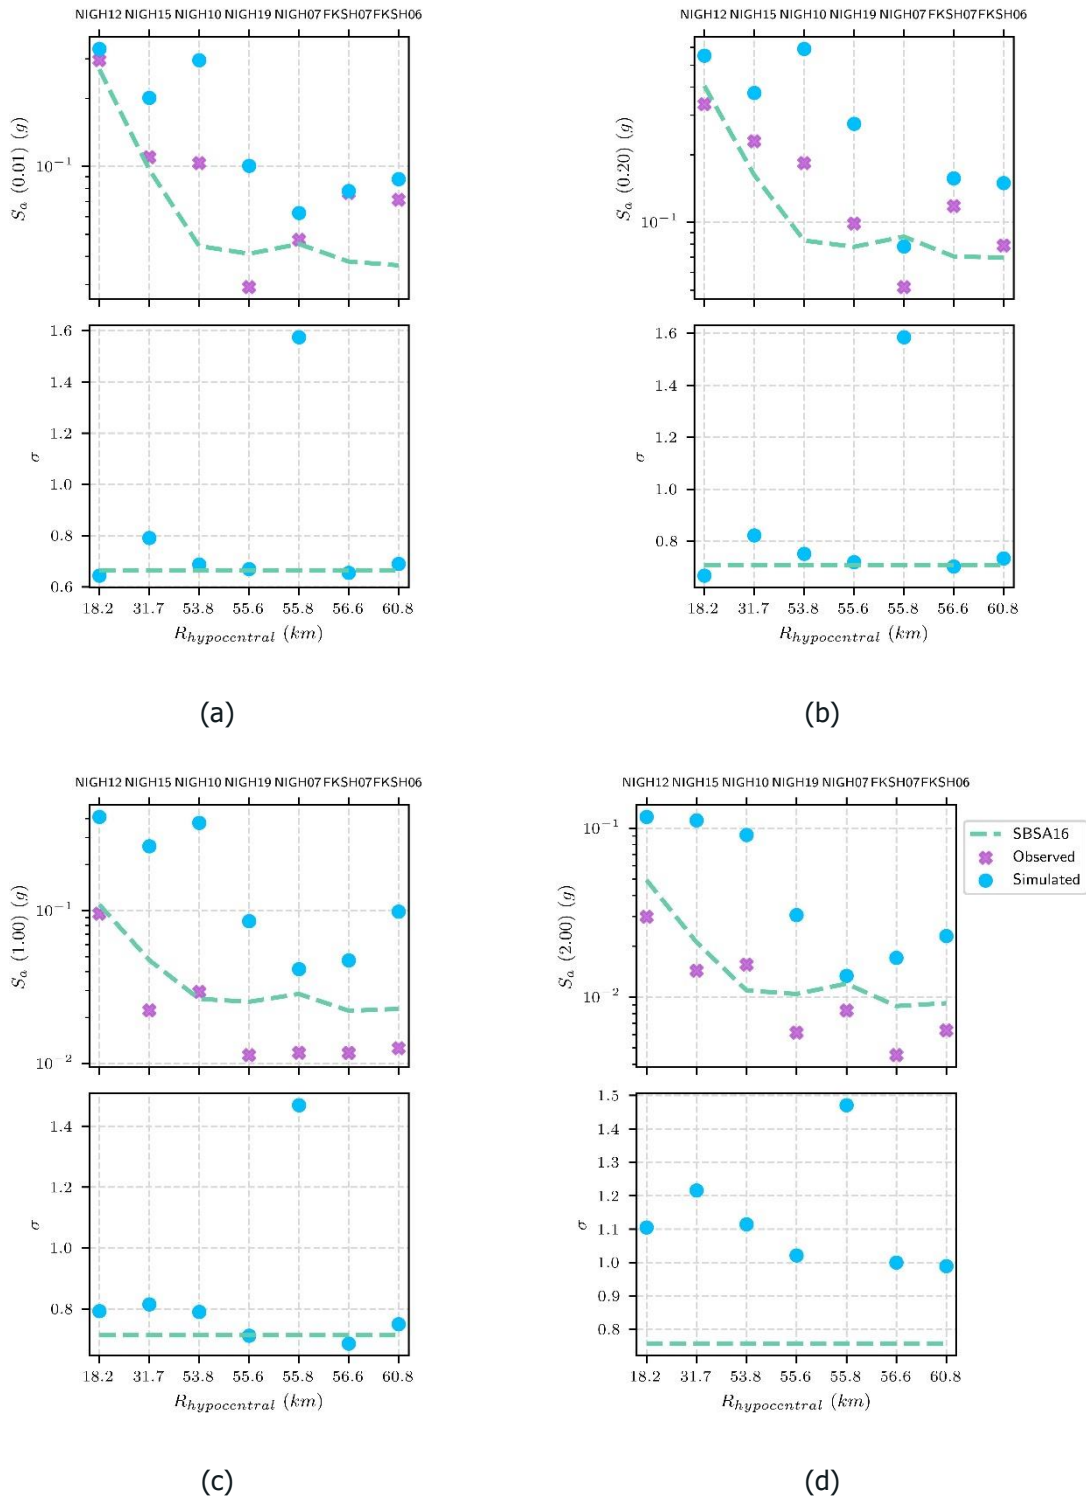 NIGH12 NIGH15 NIGH10 NIGH19 NIGH07 FKSH07 FKSH06
10⁻¹
Sₐ (0.01) (g)
1.6
1.4
1.2
1.0
0.8
0.6
σ
18.2 31.7 53.8 55.6 55.8 56.6 60.8
R_hypocentral (km)
(a)
NIGH12 NIGH15 NIGH10 NIGH19 NIGH07 FKSH07 FKSH06
10⁻¹
Sₐ (0.20) (g)
1.6
1.4
1.2
1.0
0.8
σ
18.2 31.7 53.8 55.6 55.8 56.6 60.8
R_hypocentral (km)
(b)
NIGH12 NIGH15 NIGH10 NIGH19 NIGH07 FKSH07 FKSH06
10⁻¹
10⁻²
Sₐ (1.00) (g)
1.4
1.2
1.0
0.8
σ
18.2 31.7 53.8 55.6 55.8 56.6 60.8
R_hypocentral (km)
(c)
NIGH12 NIGH15 NIGH10 NIGH19 NIGH07 FKSH07 FKSH06
10⁻¹
10⁻²
Sₐ (2.00) (g)
SBSA16
Observed
Simulated
1.5
1.4
1.3
1.2
1.1
1.0
0.9
0.8
σ
18.2 31.7 53.8 55.6 55.8 56.6 60.8
R_hypocentral (km)
(d)